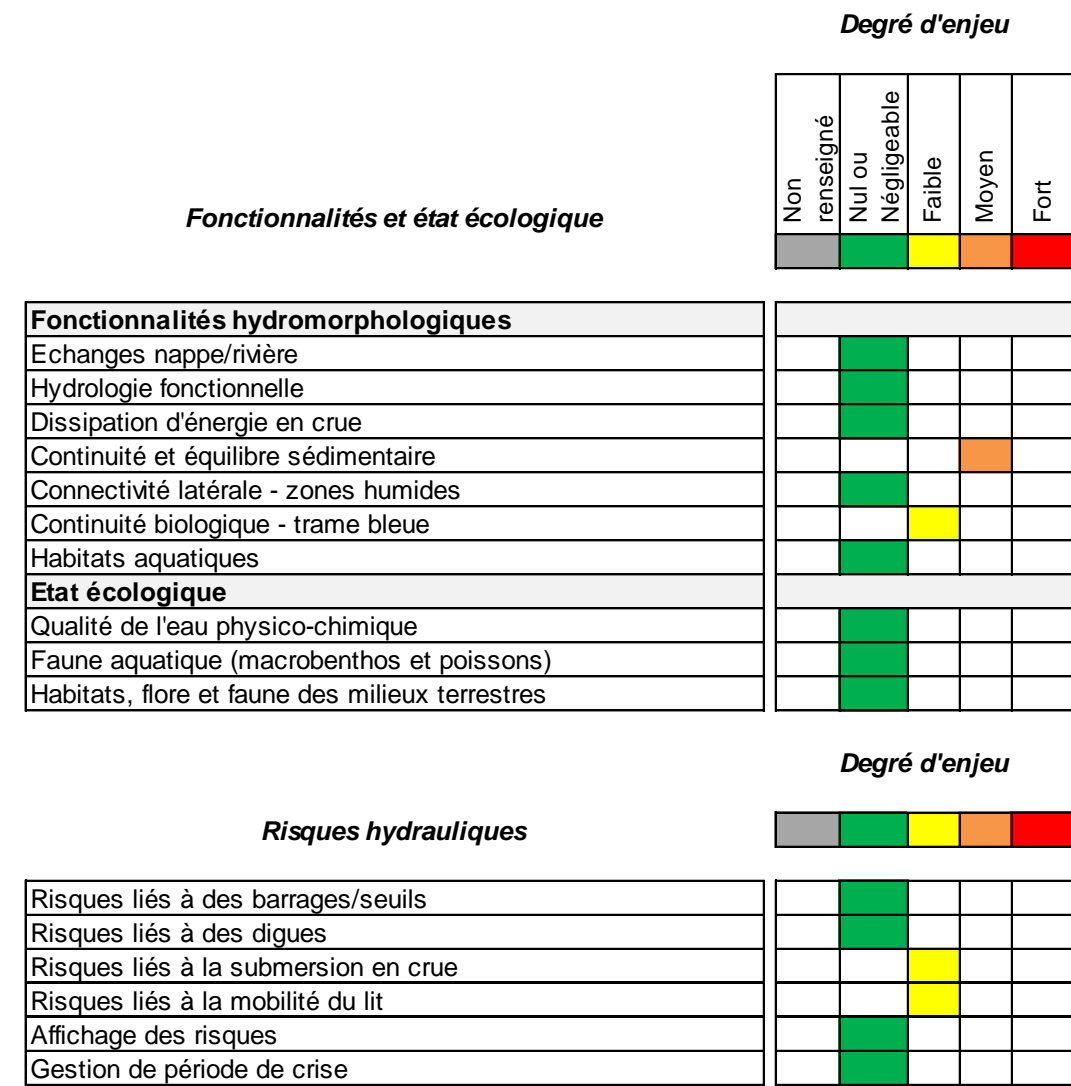 Degré d'enjeu
Non
renseigné
Nul ou
Négligeable
Faible
Moyen
Fort
Fonctionnalités et état écologique
Fonctionnalités hydromorphologiques
Echanges nappe/rivière
Hydrologie fonctionnelle
Dissipation d'énergie en crue
Continuité et équilibre sédimentaire
Connectivité latérale - zones humides
Continuité biologique - trame bleue
Habitats aquatiques
Etat écologique
Qualité de l'eau physico-chimique
Faune aquatique (macrobenthos et poissons)
Habitats, flore et faune des milieux terrestres
Degré d'enjeu
Risques hydrauliques
Risques liés à des barrages/seuils
Risques liés à des digues
Risques liés à la submersion en crue
Risques liés à la mobilité du lit
Affichage des risques
Gestion de période de crise